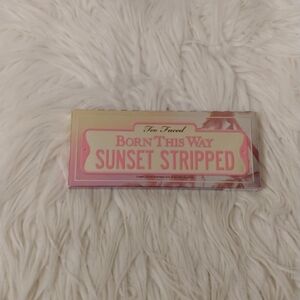 Too Faced
BORN THIS WAY
SUNSET STRIPPED